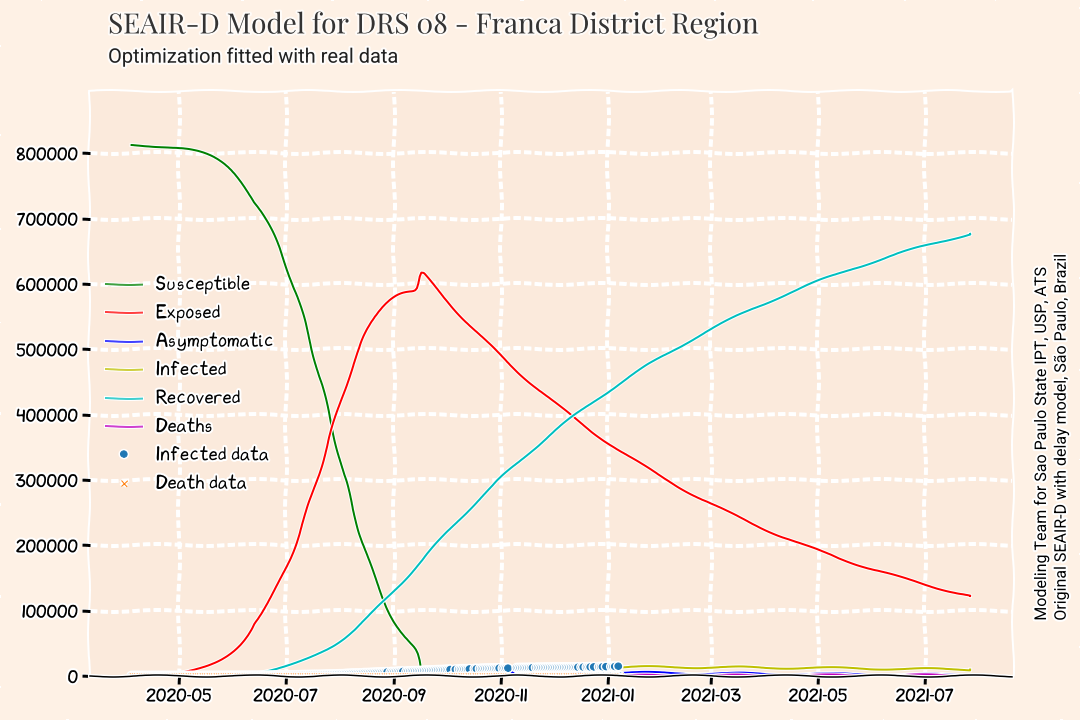 SEAIR-D Model for DRS 08 - Franca District Region
Optimization fitted with real data
800000
700000
600000
500000
400000
300000
200000
100000
0
Susceptible
Exposed
Asymptomatic
Infected
Recovered
Deaths
Infected data
Death data
2020-05
2020-07
2020-09
2020-11
2021-01
2021-03
2021-05
2021-07
Modeling Team for Sao Paulo State IPT, USP, ATS
Original SEAIR-D with delay model, São Paulo, Brazil